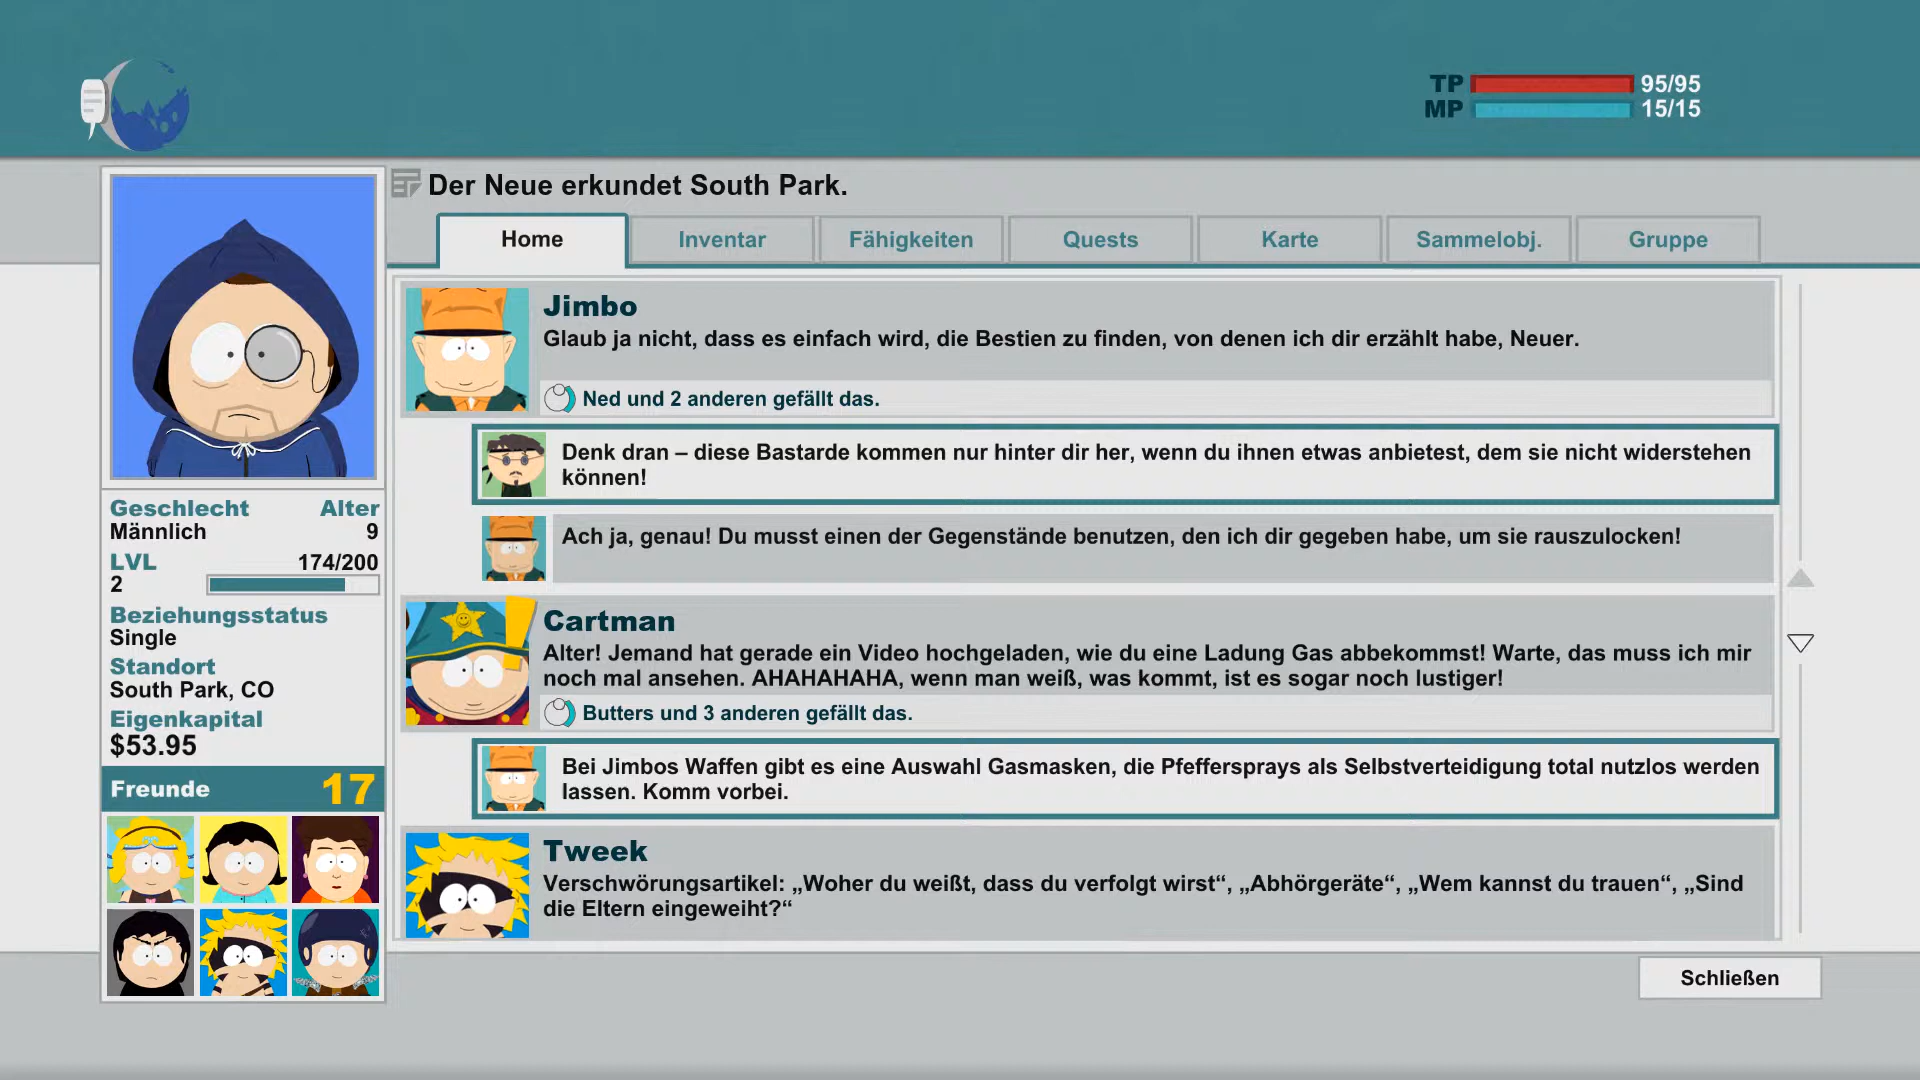 TP 95/95
MP 15/15
Der Neue erkundet South Park.
Home Inventar Fähigkeiten Quests Karte Sammelobj. Gruppe
Geschlecht Alter
Männlich 9
LVL 174/200
2
Beziehungsstatus
Single
Standort
South Park, CO
Eigenkapital
$53.95
Freunde 17
Jimbo
Glaub ja nicht, dass es einfach wird, die Bestien zu finden, von denen ich dir erzählt habe, Neuer.
Ned und 2 anderen gefällt das.
Denk dran – diese Bastarde kommen nur hinter dir her, wenn du ihnen etwas anbietest, dem sie nicht widerstehen
können!
Ach ja, genau! Du musst einen der Gegenstände benutzen, den ich dir gegeben habe, um sie rauszulocken!
Cartman
Alter! Jemand hat gerade ein Video hochgeladen, wie du eine Ladung Gas abbekommst! Warte, das muss ich mir
noch mal ansehen. AHAHAHAHA, wenn man weiß, was kommt, ist es sogar noch lustiger!
Butters und 3 anderen gefällt das.
Bei Jimbos Waffen gibt es eine Auswahl Gasmasken, die Pfeffersprays als Selbstverteidigung total nutzlos werden
lassen. Komm vorbei.
Tweek
Verschwörungsartikel: „Woher du weißt, dass du verfolgt wirst“, „Abhörgeräte“, „Wem kannst du trauen“, „Sind
die Eltern eingeweiht?“
Schließen